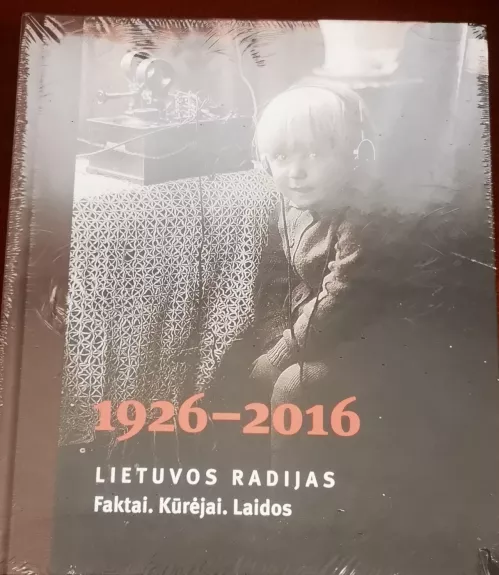 1926–2016
LIETUVOS RADIJAS
Faktai. Kūrėjai. Laidos